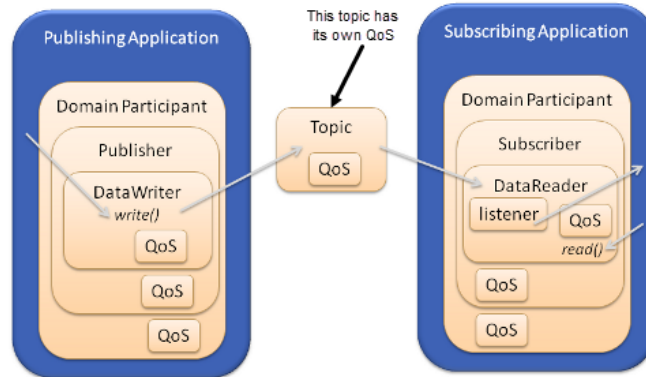 Publishing Application
Domain Participant
Publisher
DataWriter
write()
QoS
QoS
QoS
This topic has
its own QoS
Topic
QoS
Subscribing Application
Domain Participant
Subscriber
DataReader
listener
QoS
read()
QoS
QoS